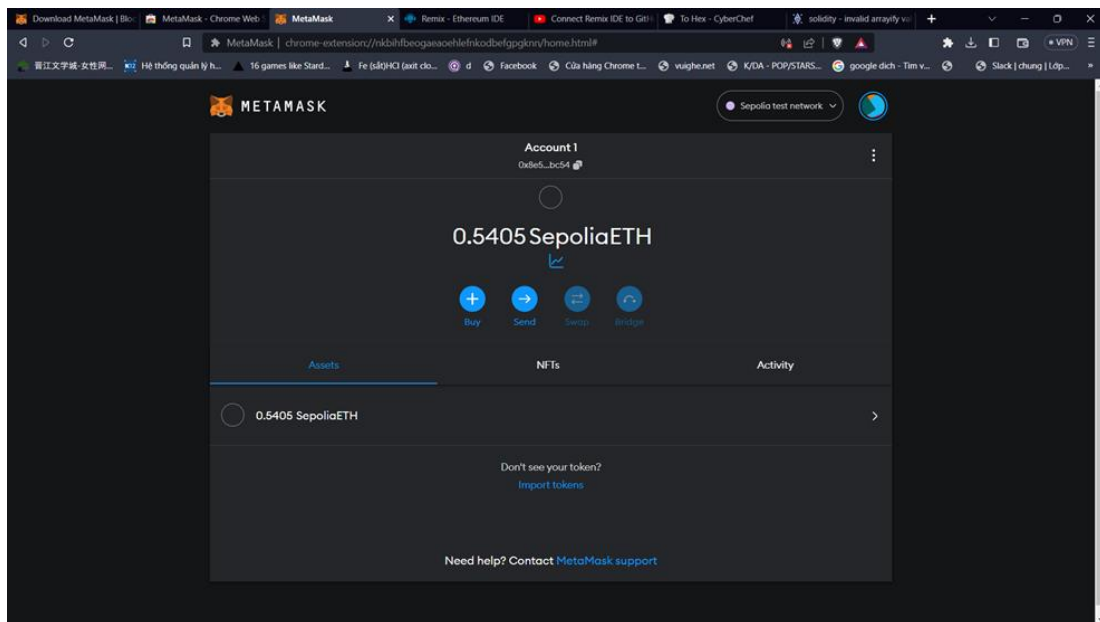 Download MetaMask | Bloc
MetaMask - Chrome Web S
MetaMask
Remix - Ethereum IDE
Connect Remix IDE to GitH
To Hex - CyberChef
solidity - invalid arrayify val
MetaMask | chrome-extension://nkbihfbeogaeaoehlefnkodbefgpgknn/home.html#
VPN
晋江文学城-女性网...
Hệ thống quản lý h...
16 games like Stard...
Fe (sắt)HCl (axit clo...
d
Facebook
Cửa hàng Chrome t...
vuighe.net
K/DA - POP/STARS...
google dich - Tìm v...
Slack | chung | Lớp...
METAMASK
Sepolia test network
Account 1
0x8e5...bc54
0.5405 SepoliaETH
Buy
Send
Swap
Bridge
Assets
NFTs
Activity
0.5405 SepoliaETH
Don't see your token?
Import tokens
Need help? Contact MetaMask support